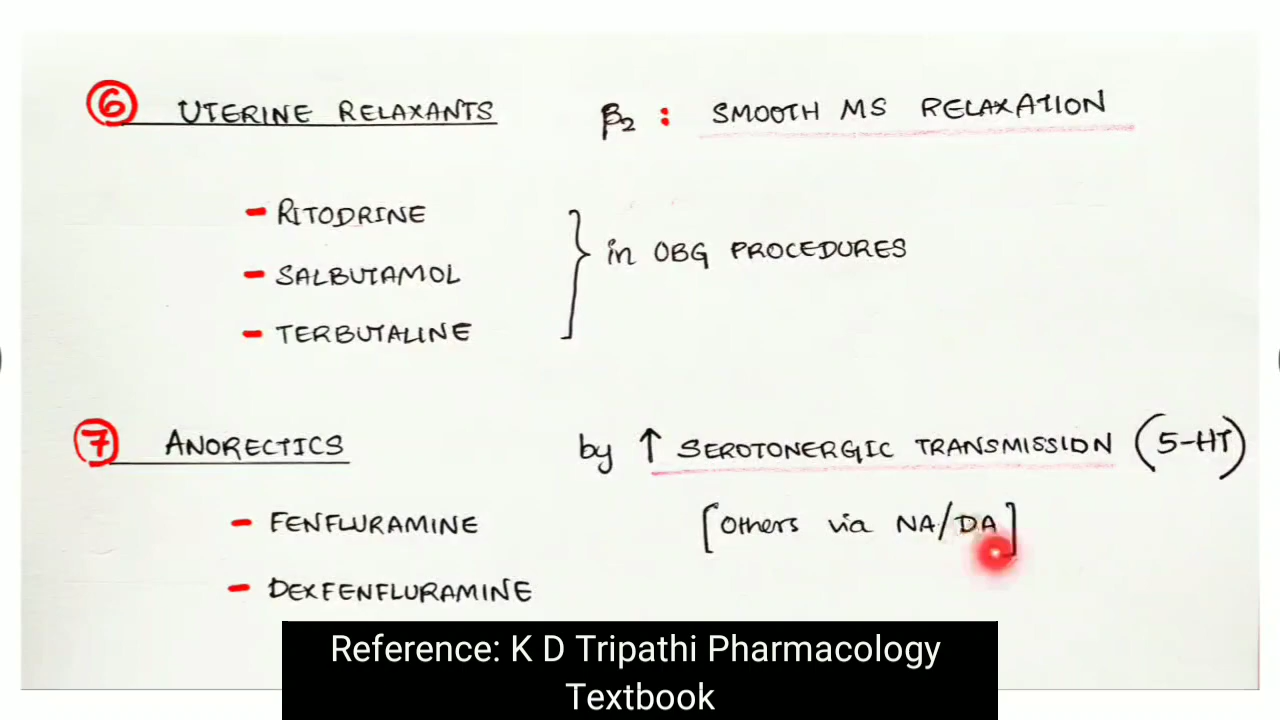 6 UTERINE RELAXANTS β2 : SMOOTH MS RELAXATION
- RITODRINE
- SALBUTAMOL
- TERBUTALINE
in OBG PROCEDURES
7 ANORECTICS by ↑ SEROTONERGIC TRANSMISSION (5-HT)
- FENFLURAMINE [Others via NA/DA]
- DEXFENFLURAMINE
Reference: K D Tripathi Pharmacology
Textbook